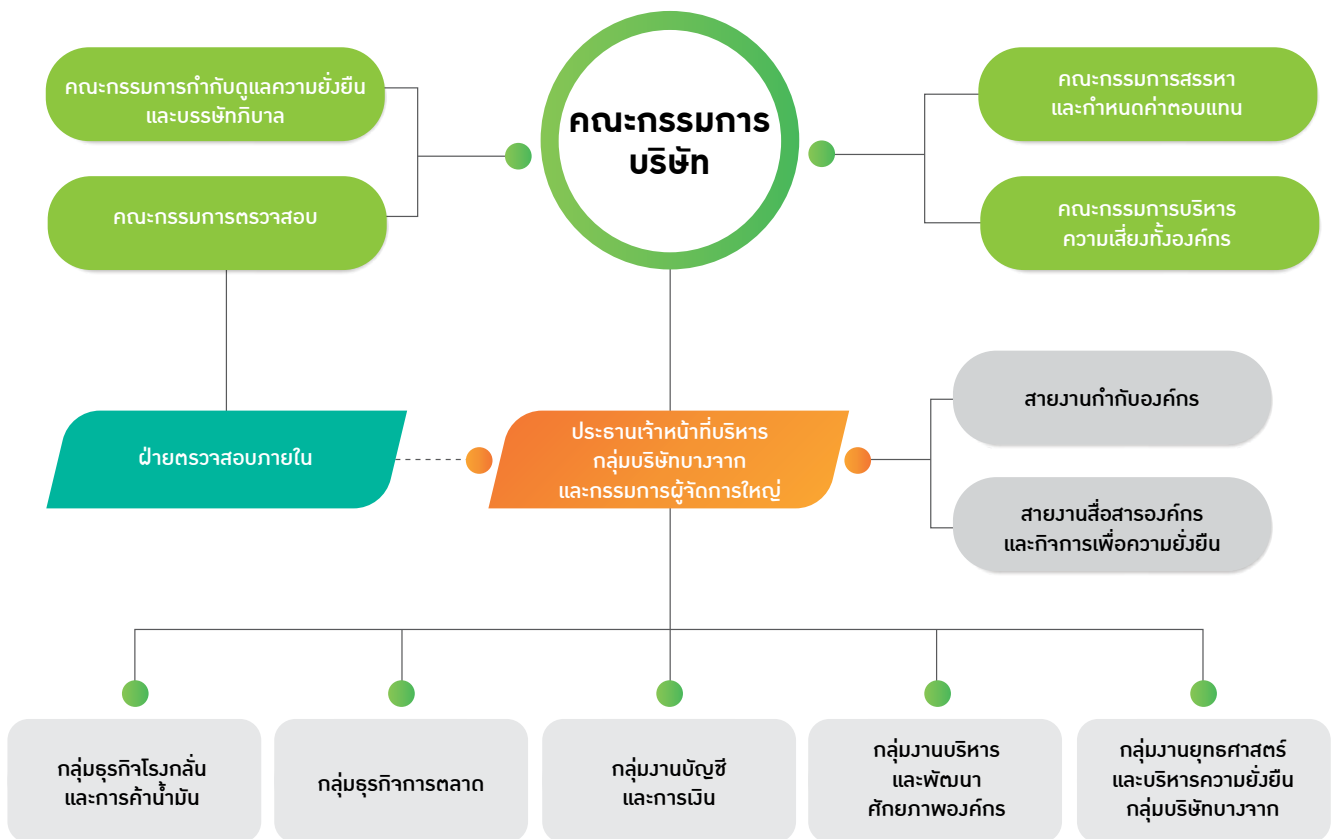 คณะกรรมการกำกับดูแลความยั่งยืน
และบรรษัทภิบาล
คณะกรรมการ
บริษัท
คณะกรรมการสรรหา
และกำหนดค่าตอบแทน
คณะกรรมการตรวจสอบ
คณะกรรมการบริหาร
ความเสี่ยงทั้งองค์กร
สายงานกำกับองค์กร
ฝ่ายตรวจสอบภายใน
ประธานเจ้าหน้าที่บริหาร
กลุ่มบริษัทบางจาก
และกรรมการผู้จัดการใหญ่
สายงานสื่อสารองค์กร
และกิจการเพื่อความยั่งยืน
กลุ่มธุรกิจโรงกลั่น
และการค้าน้ำมัน
กลุ่มธุรกิจการตลาด
กลุ่มงานบัญชี
และการเงิน
กลุ่มงานบริหาร
และพัฒนา
ศักยภาพองค์กร
กลุ่มงานยุทธศาสตร์
และบริหารความยั่งยืน
กลุ่มบริษัทบางจาก